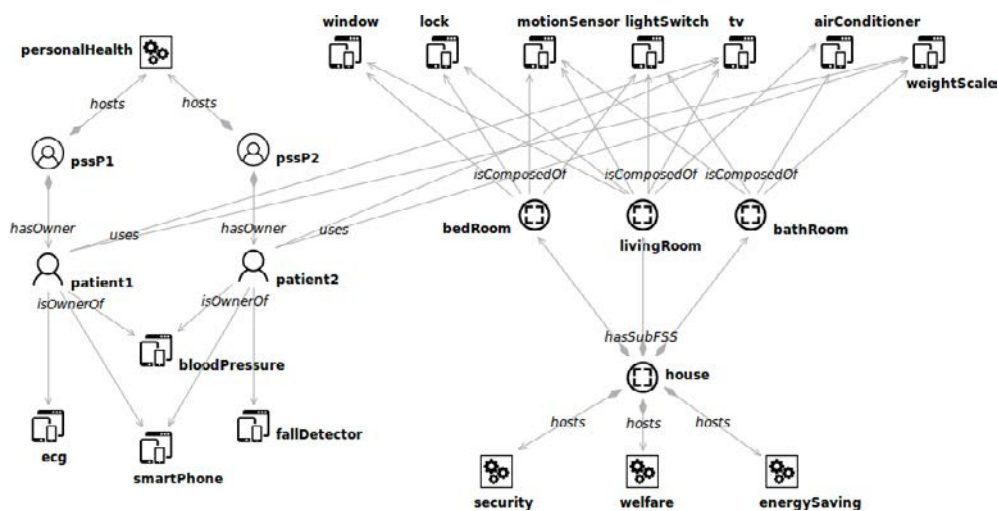 window lock motionSensor lightSwitch tv airConditioner
personalHealth
weightScale
hosts hosts
pssP1 pssP2
isComposedOf isComposedOf isComposedOf
hasOwner uses hasOwner uses
bedRoom livingRoom bathRoom
patient1 patient2
isOwnerOf isOwnerOf
hasSubFSS
bloodPressure
house
hosts hosts hosts
ecg fallDetector
smartPhone
security welfare energySaving